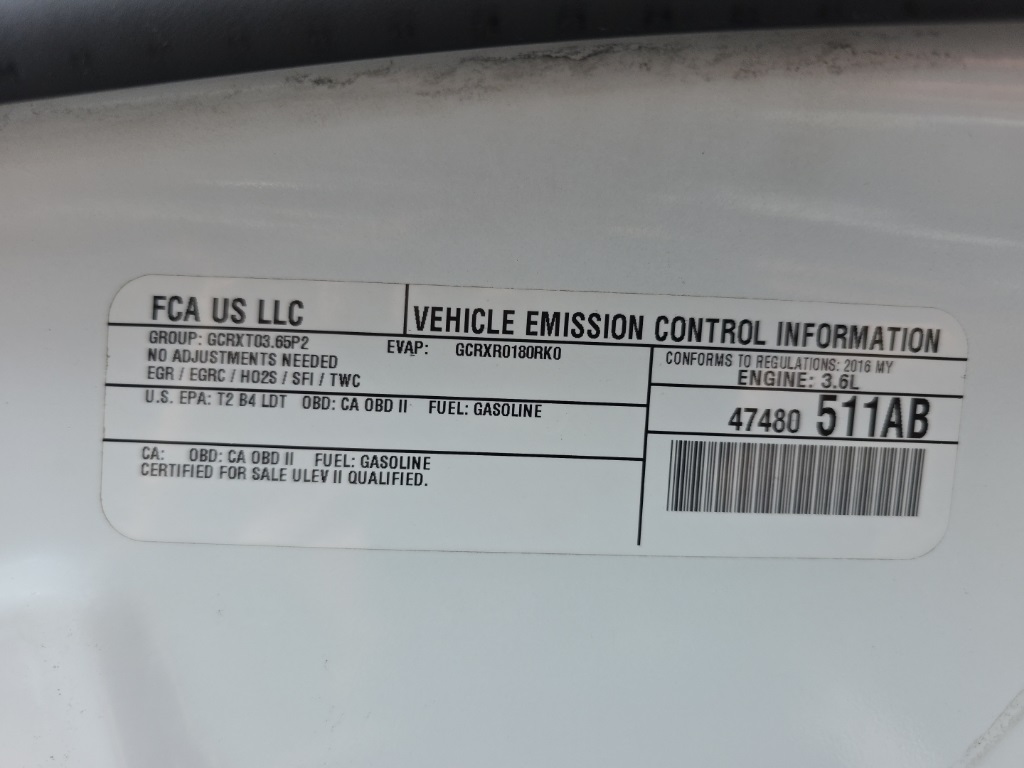 FCA US LLC
VEHICLE EMISSION CONTROL INFORMATION
GROUP: GCRXT03.65P2
EVAP: GCRXR0180RK0
NO ADJUSTMENTS NEEDED
EGR / EGRC / HO2S / SFI / TWC
CONFORMS TO REGULATIONS: 2016 MY
ENGINE: 3.6L
U.S. EPA: T2 B4 LDT OBD: CA OBD II FUEL: GASOLINE
47480 511AB
CA: OBD: CA OBD II FUEL: GASOLINE
CERTIFIED FOR SALE ULEV II QUALIFIED.